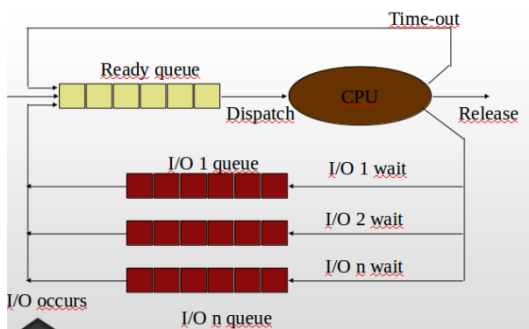 Time-out
Ready queue
CPU
Dispatch
Release
I/O 1 queue
I/O 1 wait
I/O 2 wait
I/O n wait
I/O occurs
I/O n queue